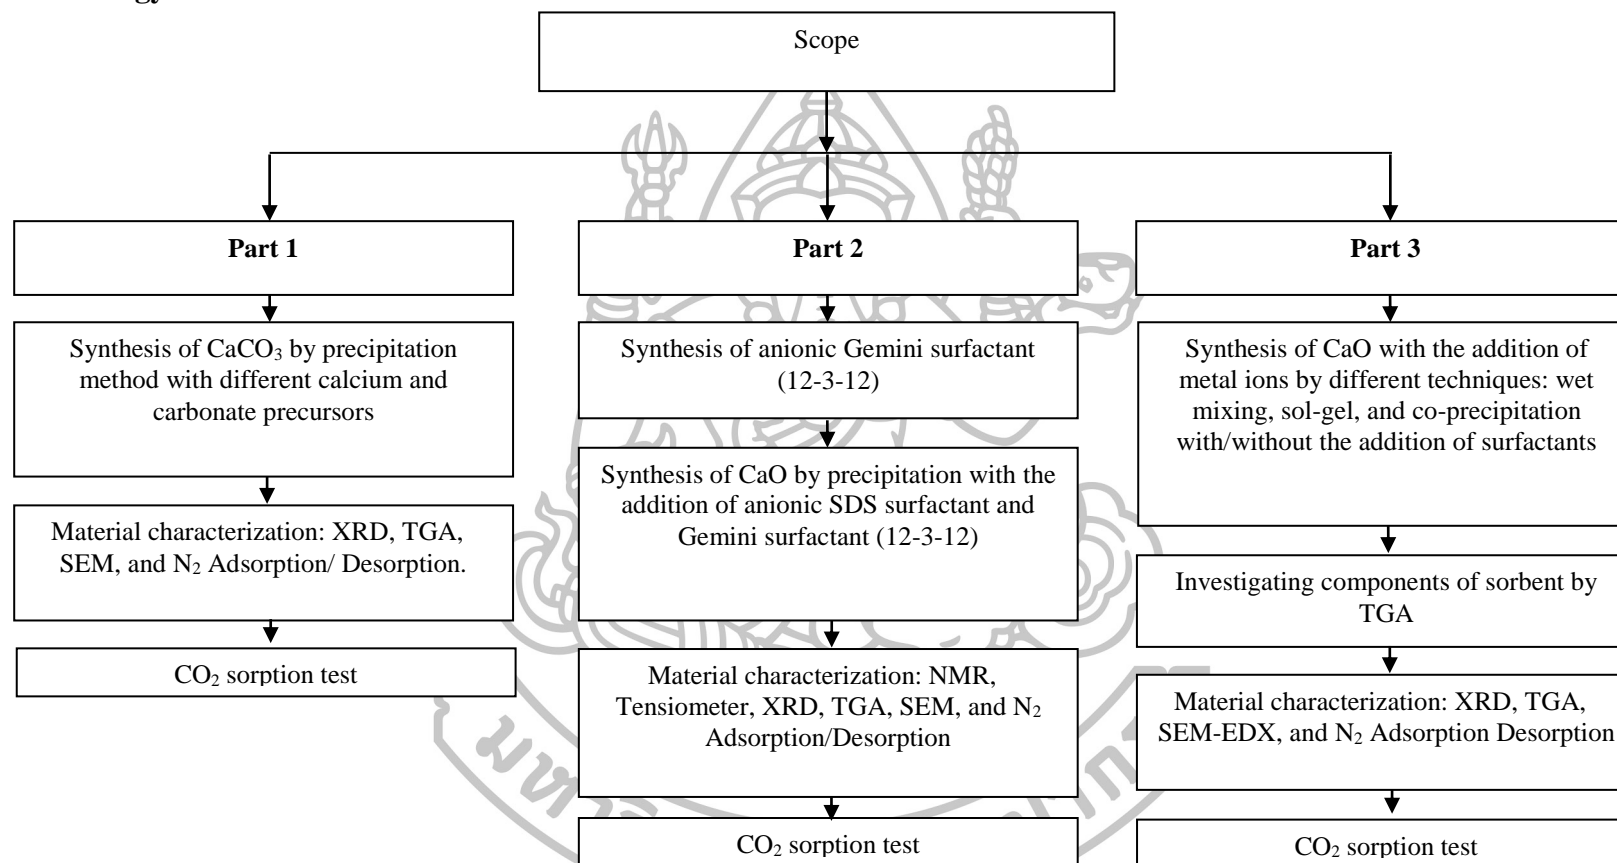 gy
Scope
Part 1
Part 2
Part 3
Synthesis of CaCO₃ by precipitation
method with different calcium and
carbonate precursors
Material characterization: XRD, TGA,
SEM, and N₂ Adsorption/ Desorption.
CO₂ sorption test
Synthesis of anionic Gemini surfactant
(12-3-12)
Synthesis of CaO by precipitation with the
addition of anionic SDS surfactant and
Gemini surfactant (12-3-12)
Material characterization: NMR,
Tensiometer, XRD, TGA, SEM, and N₂
Adsorption/Desorption
CO₂ sorption test
Synthesis of CaO with the addition of
metal ions by different techniques: wet
mixing, sol-gel, and co-precipitation
with/without the addition of surfactants
Investigating components of sorbent by
TGA
Material characterization: XRD, TGA,
SEM-EDX, and N₂ Adsorption Desorption
CO₂ sorption test